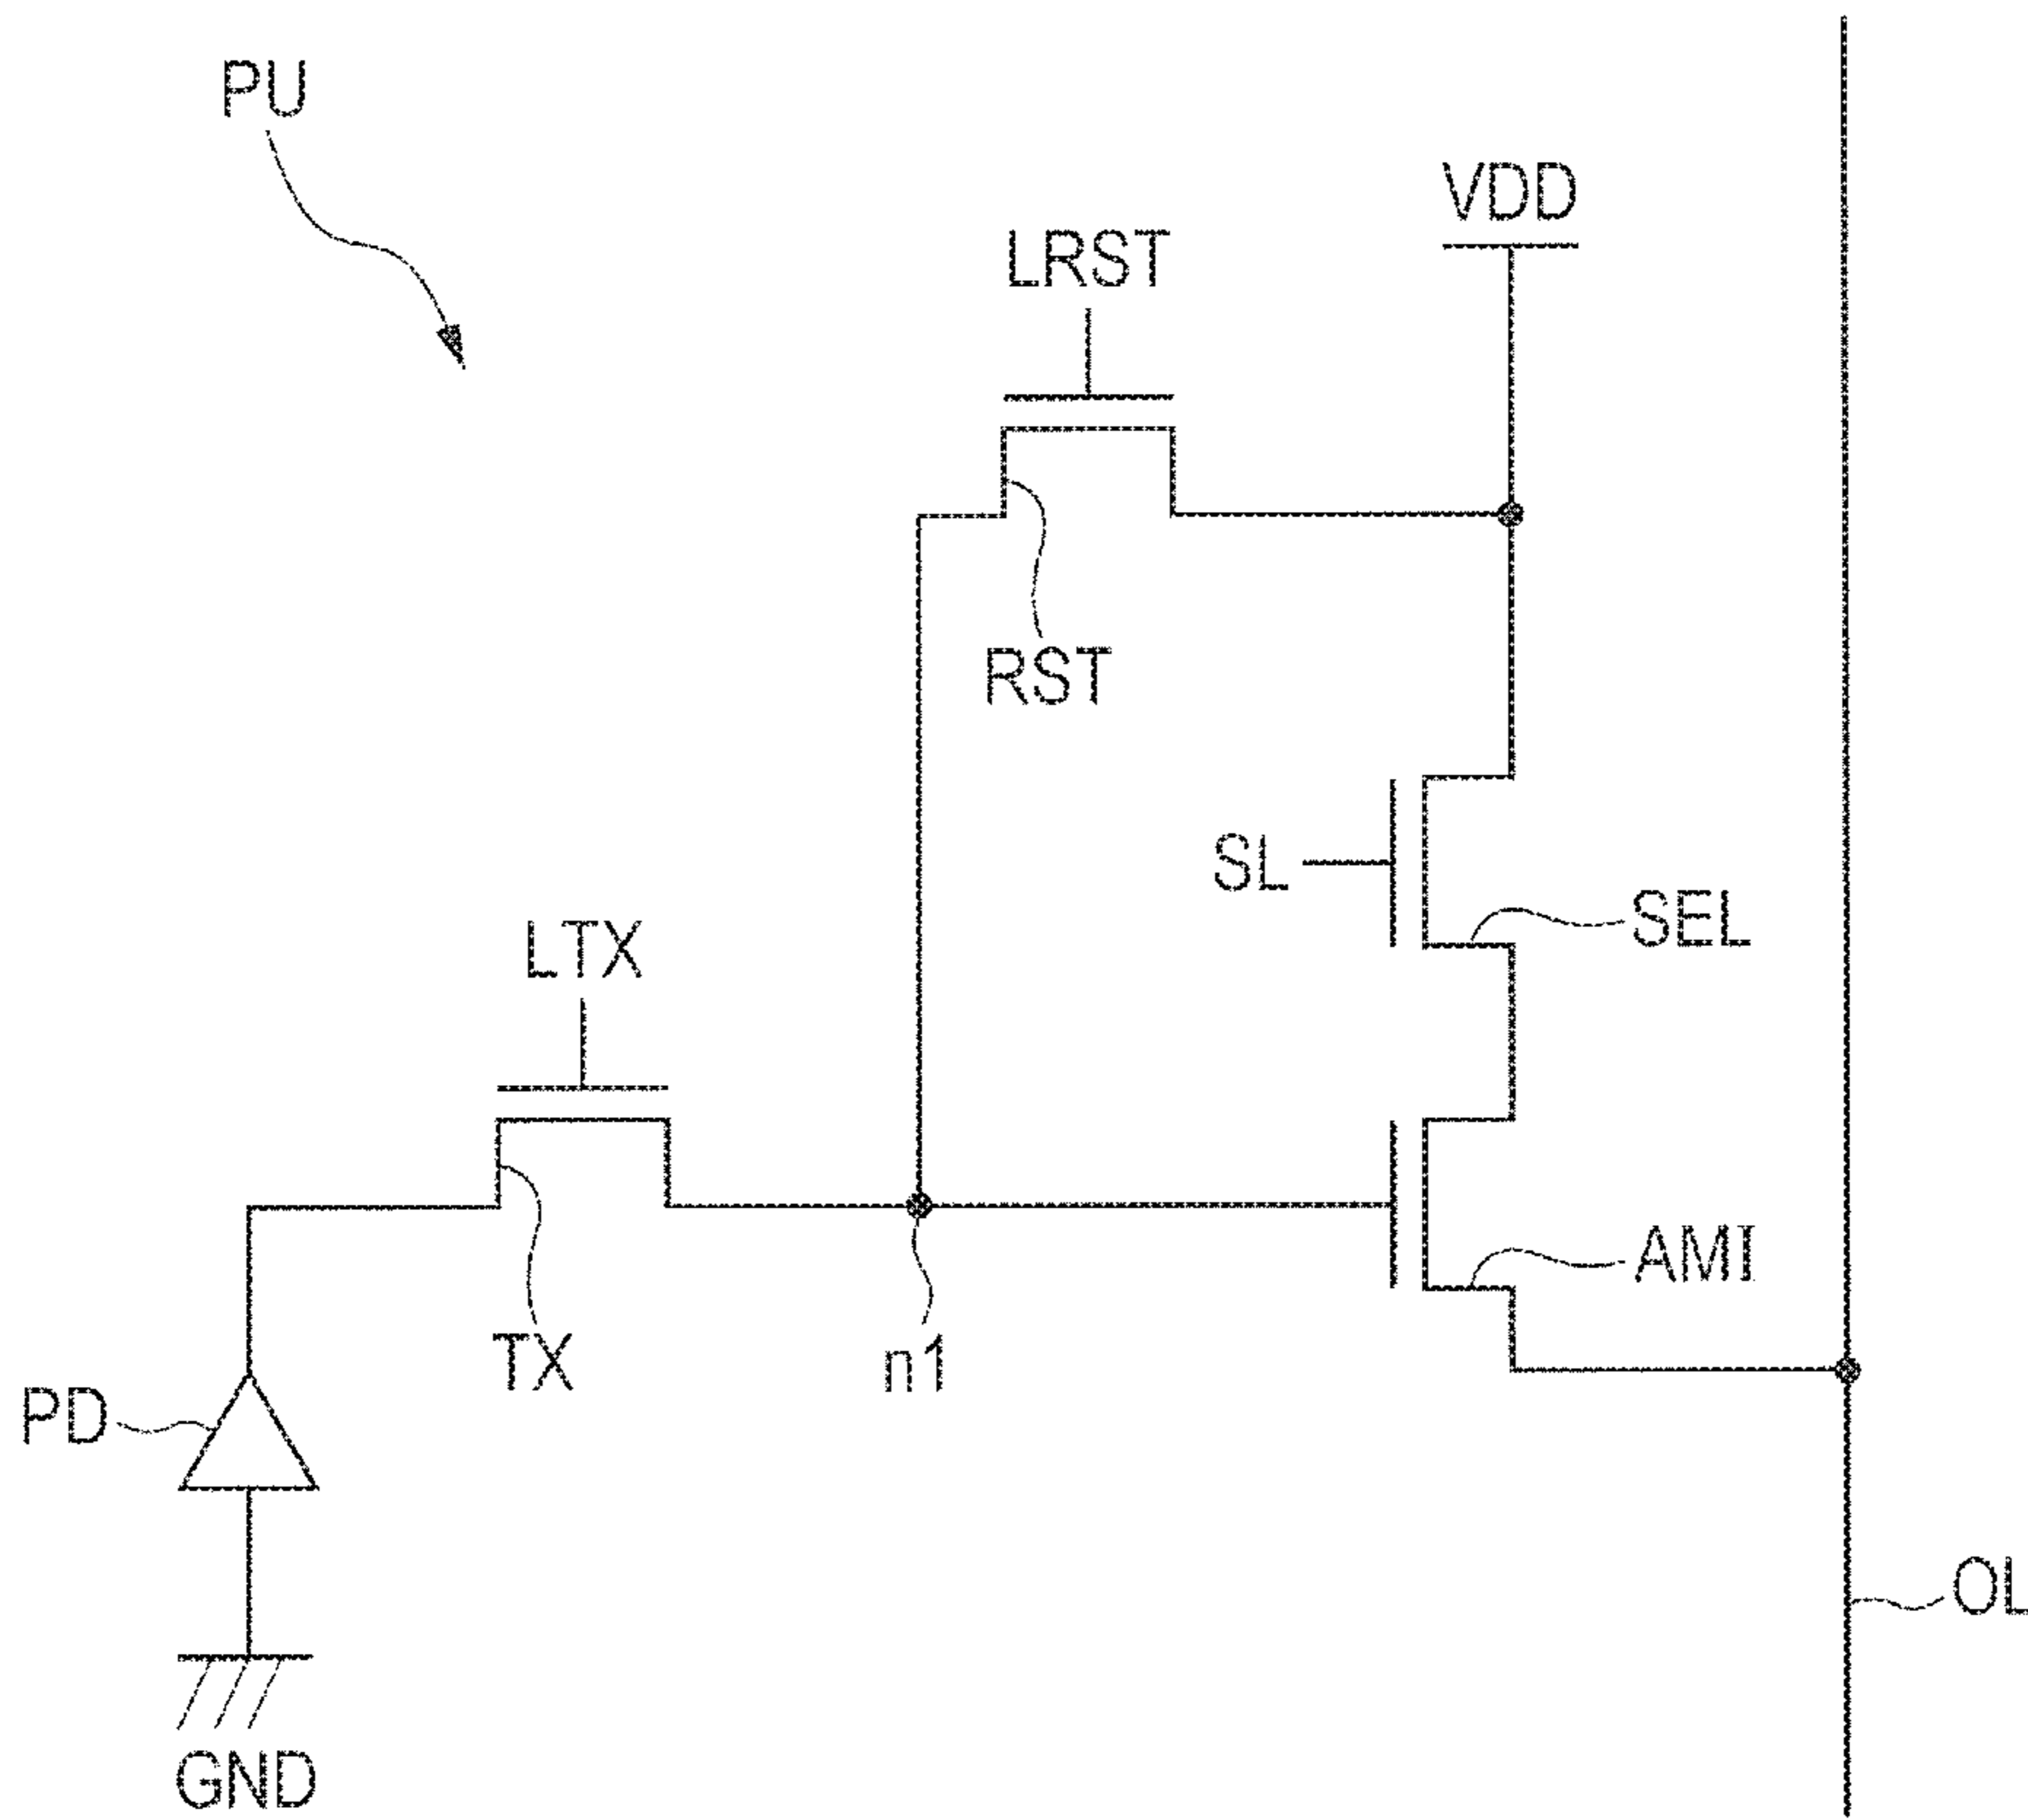 PU
VDD
LRST
RST
SL
SEL
LTX
AMI
TX
n1
PD
OL
GND